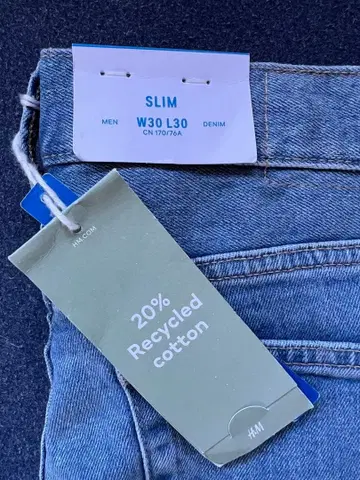 SLIM
MEN W30 L30 DENIM
CN 170/76A
HM.COM
20%
Recycled
cotton
H&M